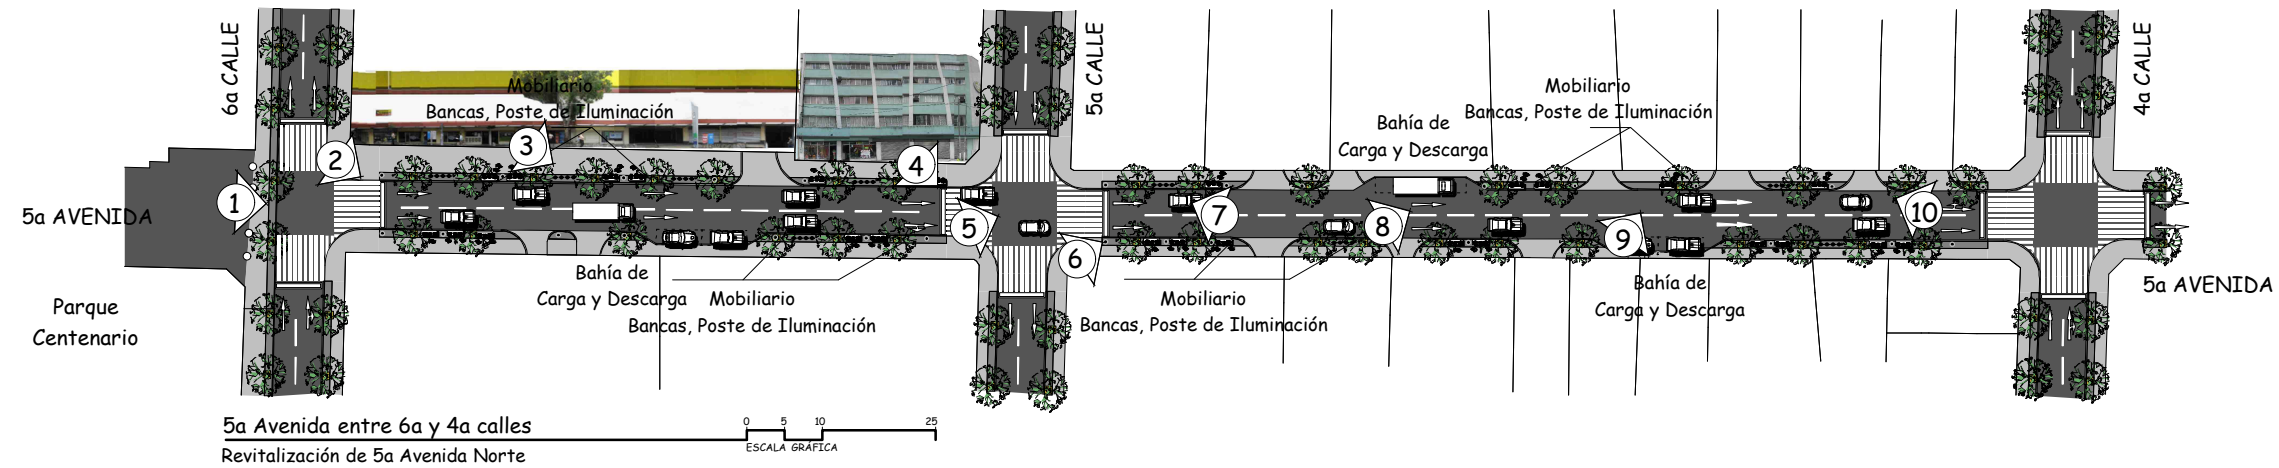 6a CALLE
5a CALLE
4a CALLE
Mobiliario
Bancas, Poste de Iluminación
Mobiliario
Bancas, Poste de Iluminación
Bahía de
Carga y Descarga
1
2
3
4
5
6
7
8
9
10
5a AVENIDA
5a AVENIDA
Parque
Centenario
Bahía de
Carga y Descarga
Mobiliario
Bancas, Poste de Iluminación
Mobiliario
Bancas, Poste de Iluminación
Bahía de
Carga y Descarga
5a Avenida entre 6a y 4a calles
Revitalización de 5a Avenida Norte
0 5 10 25
ESCALA GRÁFICA